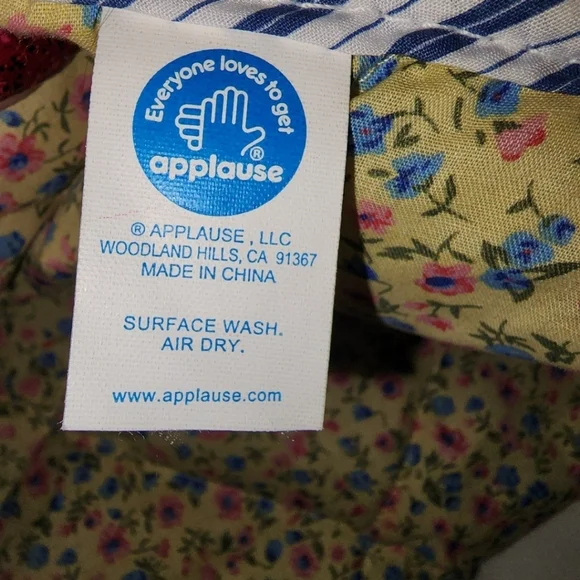 Everyone loves to get
applause®
® APPLAUSE, LLC
WOODLAND HILLS, CA 91367
MADE IN CHINA
SURFACE WASH.
AIR DRY.
www.applause.com